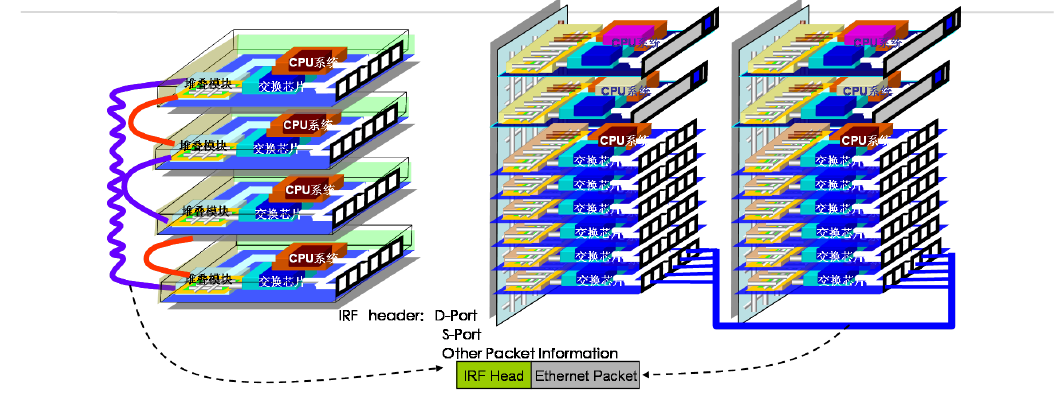 CPU系统
堆叠模块
交换芯片
CPU系统
堆叠模块
交换芯片
CPU系统
堆叠模块
交换芯片
CPU系统
堆叠模块
交换芯片
CPU系统
CPU系统
CPU系统
交换芯片
交换芯片
交换芯片
交换芯片
交换芯片
交换芯片
CPU系统
CPU系统
CPU系统
交换芯片
交换芯片
交换芯片
交换芯片
交换芯片
交换芯片
IRF header: D-Port
S-Port
Other Packet Information
IRF Head Ethernet Packet